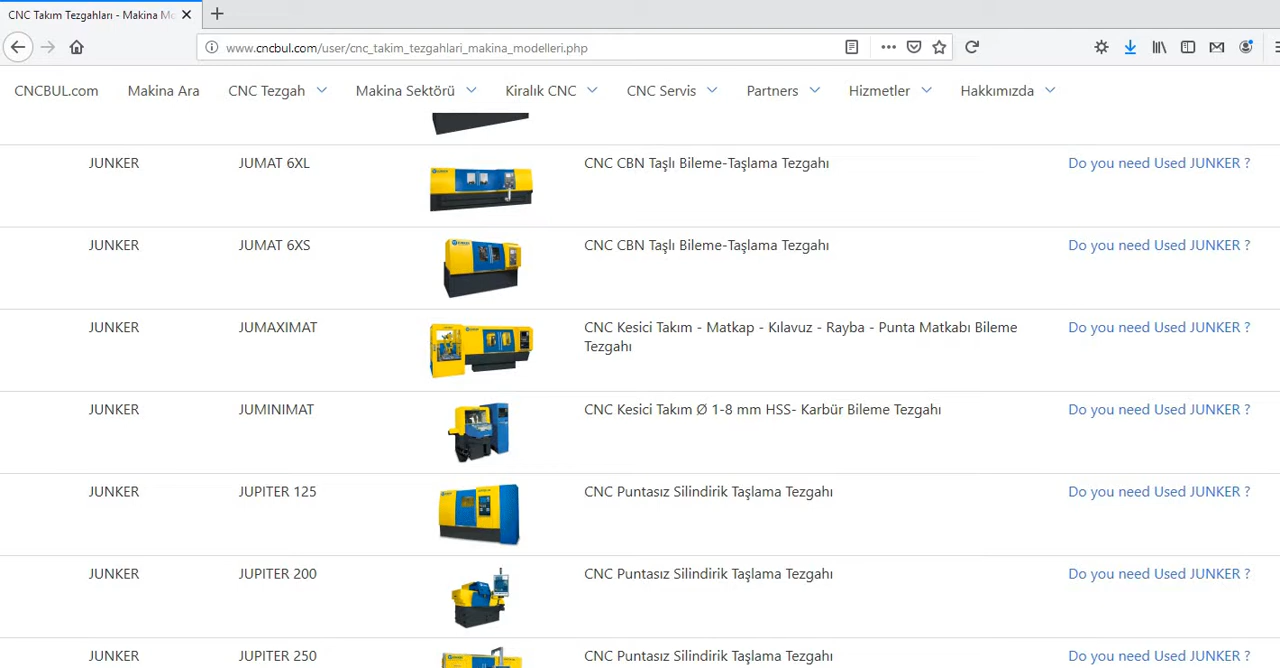 CNC Takım Tezgahları - Makina Mo
www.cncbul.com/user/cnc_takim_tezgahlari_makina_modelleri.php
CNCBUL.com Makina Ara CNC Tezgah Makina Sektörü Kiralık CNC CNC Servis Partners Hizmetler Hakkımızda
JUNKER JUMAT 6XL CNC CBN Taşlı Bileme-Taşlama Tezgahı Do you need Used JUNKER ?
JUNKER JUMAT 6XS CNC CBN Taşlı Bileme-Taşlama Tezgahı Do you need Used JUNKER ?
JUNKER JUMAXIMAT CNC Kesici Takım - Matkap - Kılavuz - Rayba - Punta Matkabı Bileme Do you need Used JUNKER ?
Tezgahı
JUNKER JUMINIMAT CNC Kesici Takım Ø 1-8 mm HSS- Karbür Bileme Tezgahı Do you need Used JUNKER ?
JUNKER JUPITER 125 CNC Puntasız Silindirik Taşlama Tezgahı Do you need Used JUNKER ?
JUNKER JUPITER 200 CNC Puntasız Silindirik Taşlama Tezgahı Do you need Used JUNKER ?
JUNKER JUPITER 250 CNC Puntasız Silindirik Taşlama Tezgahı Do you need Used JUNKER ?